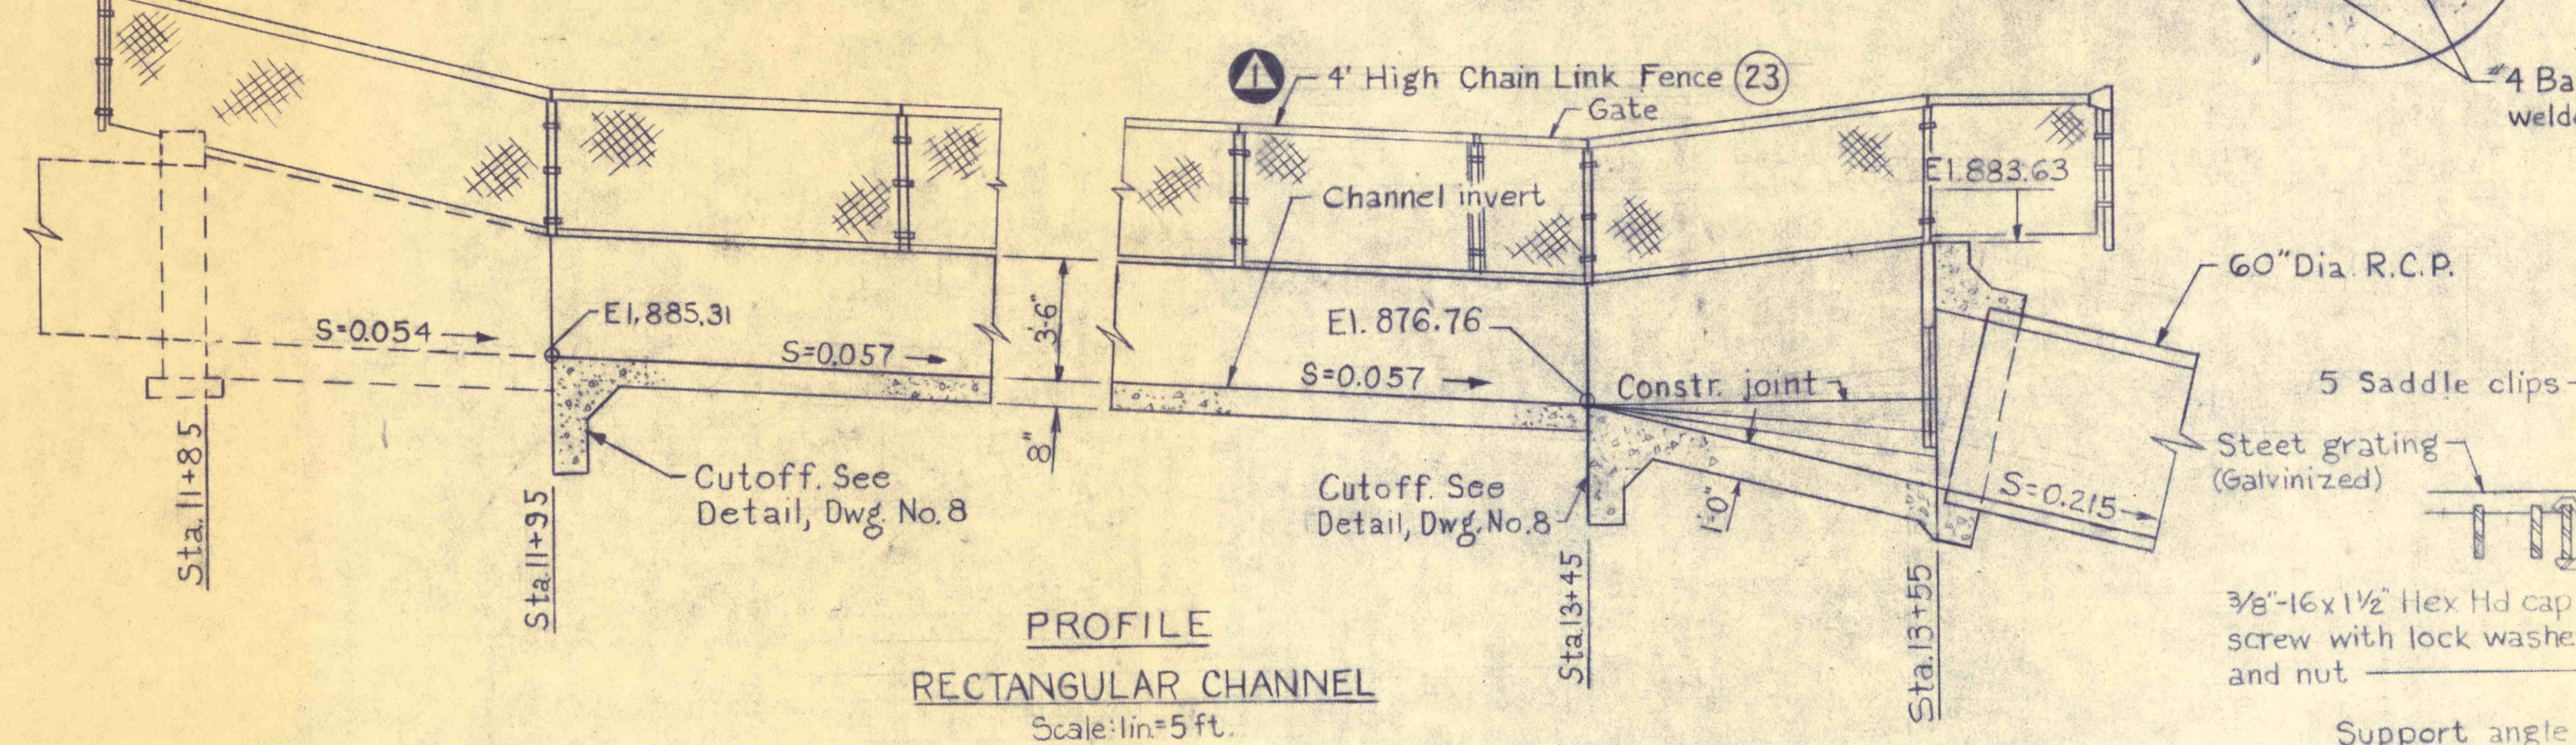 1
4' High Chain Link Fence 23
Gate
#4 Ba
weld
El.883.63
Channel invert
60"Dia. R.C.P.
El.885.31
3'-6"
El. 876.76
S=0.054
S=0.057
S=0.057
Constr. joint
5 Saddle clips
8"
Steet grating
(Galvinized)
Cutoff. See
Detail, Dwg. No.8
Cutoff. See
Detail, Dwg. No.8
1'-0"
S=0.215
Sta. 11+85
Sta.11+95
Sta.13+45
Sta.13+55
3/8"-16x1½" Hex Hd cap
screw with lock washe
and nut
PROFILE
RECTANGULAR CHANNEL
Scale:1in.=5ft.
Support angle